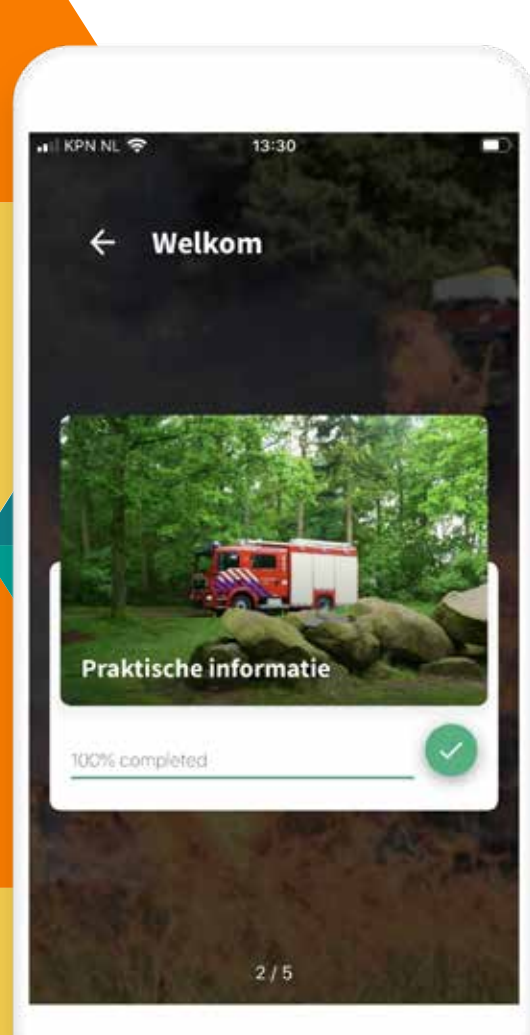 KPN NL 13:30
Welkom
Praktische informatie
100% completed
2 / 5